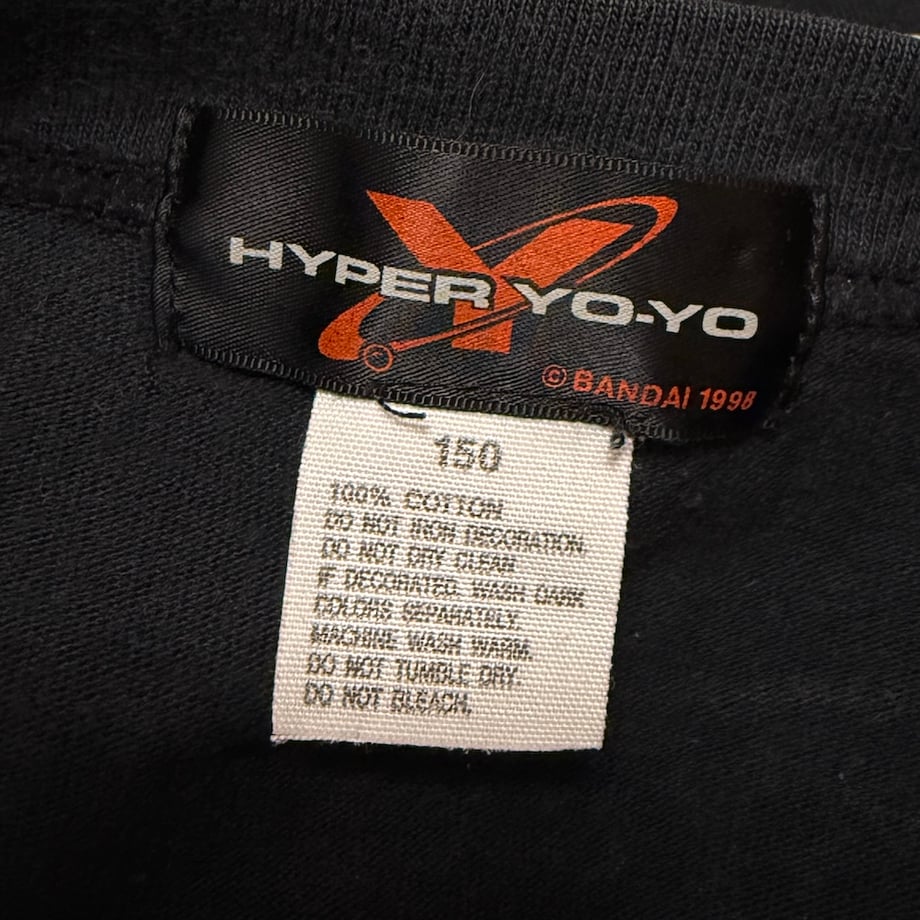 HYPER YO-YO
© BANDAI 1998
150
100% COTTON
DO NOT IRON DECORATION
DO NOT DRY CLEAN
IF DECORATED. WASH DARK
COLORS SEPARATELY.
MACHINE WASH WARM.
DO NOT TUMBLE DRY.
DO NOT BLEACH.